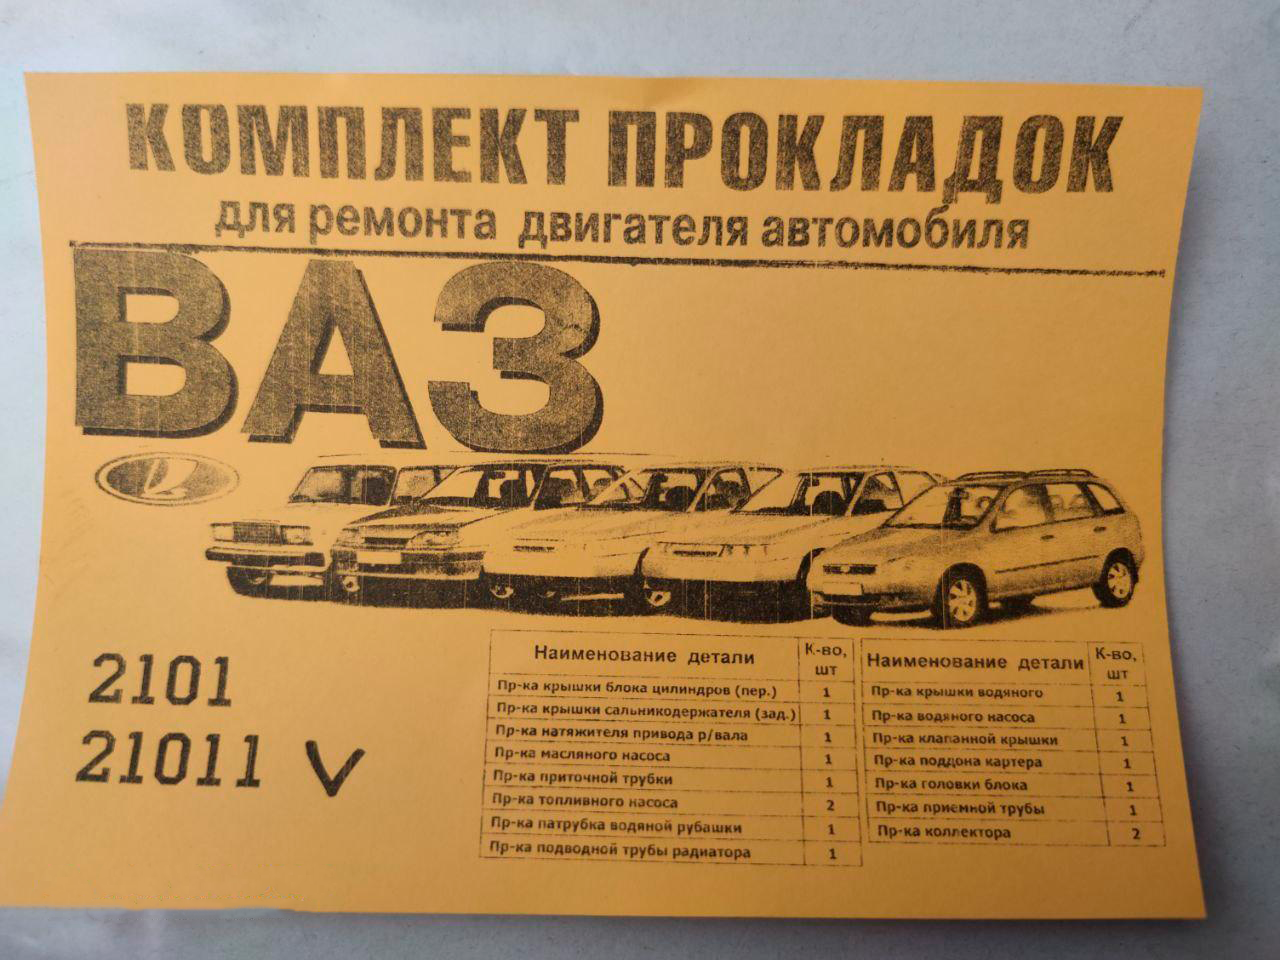 КОМПЛЕКТ ПРОКЛАДОК
для ремонта двигателя автомобиля
ВАЗ
2101
21011 V
Наименование детали К-во, шт
Пр-ка крышки блока цилиндров (пер.) 1
Пр-ка крышки сальникодержателя (зад.) 1
Пр-ка натяжителя привода р/вала 1
Пр-ка масляного насоса 1
Пр-ка приточной трубки 1
Пр-ка топливного насоса 2
Пр-ка патрубка водяной рубашки 1
Пр-ка подводной трубы радиатора 1
Наименование детали К-во, шт
Пр-ка крышки водяного 1
Пр-ка водяного насоса 1
Пр-ка клапанной крышки 1
Пр-ка поддона картера 1
Пр-ка головки блока 1
Пр-ка приемной трубы 1
Пр-ка коллектора 2